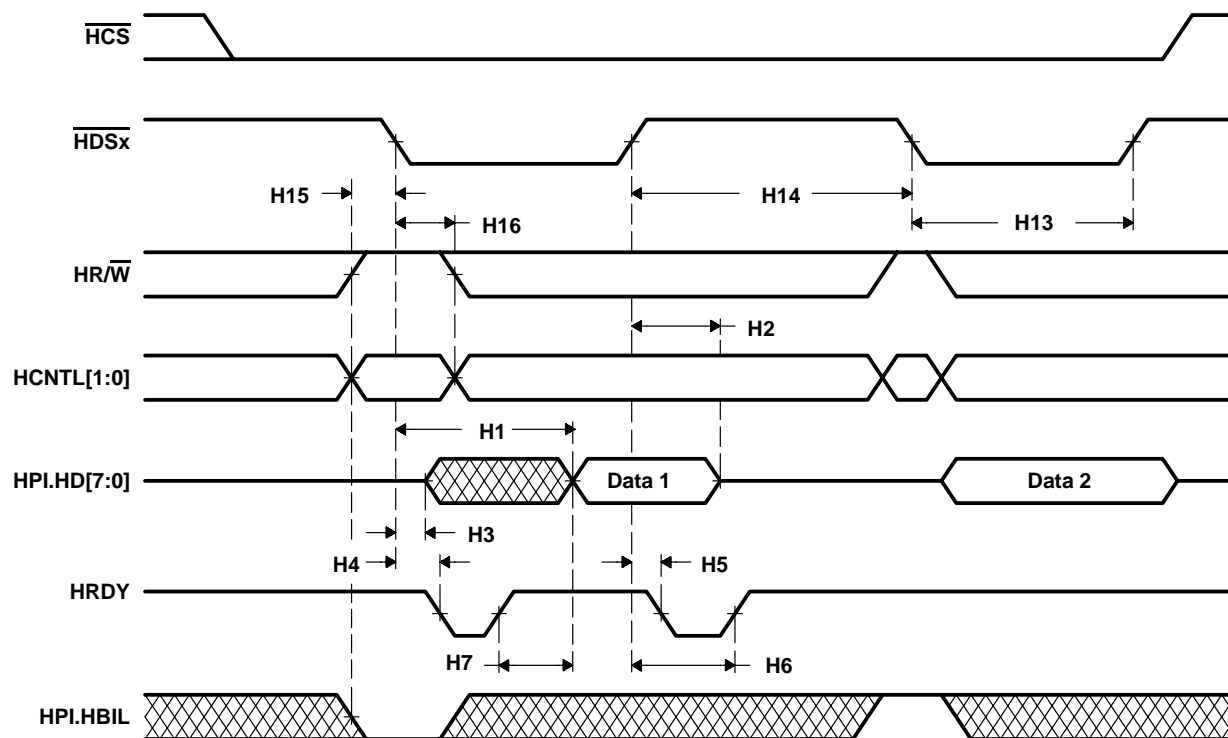 HCS
HDSx
H15
H14
H16
H13
HR/W
H2
HCNTL[1:0]
H1
HPI.HD[7:0]
Data 1
Data 2
H3
H4
H5
HRDY
H7
H6
HPI.HBIL